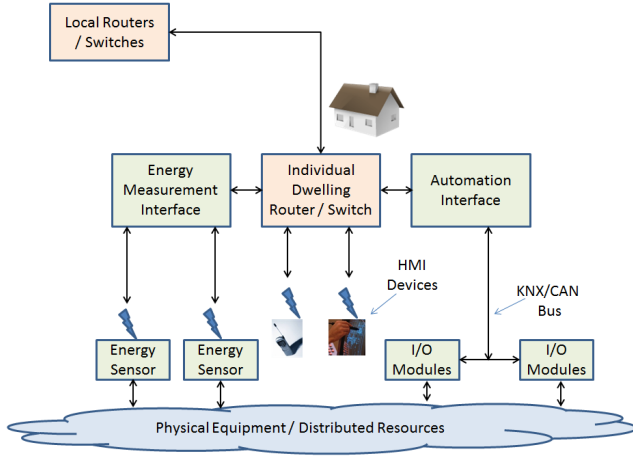 Local Routers
/ Switches
Energy
Measurement
Interface
Individual
Dwelling
Router / Switch
Automation
Interface
HMI
Devices
KNX/CAN
Bus
Energy
Sensor
Energy
Sensor
I/O
Modules
I/O
Modules
Physical Equipment / Distributed Resources